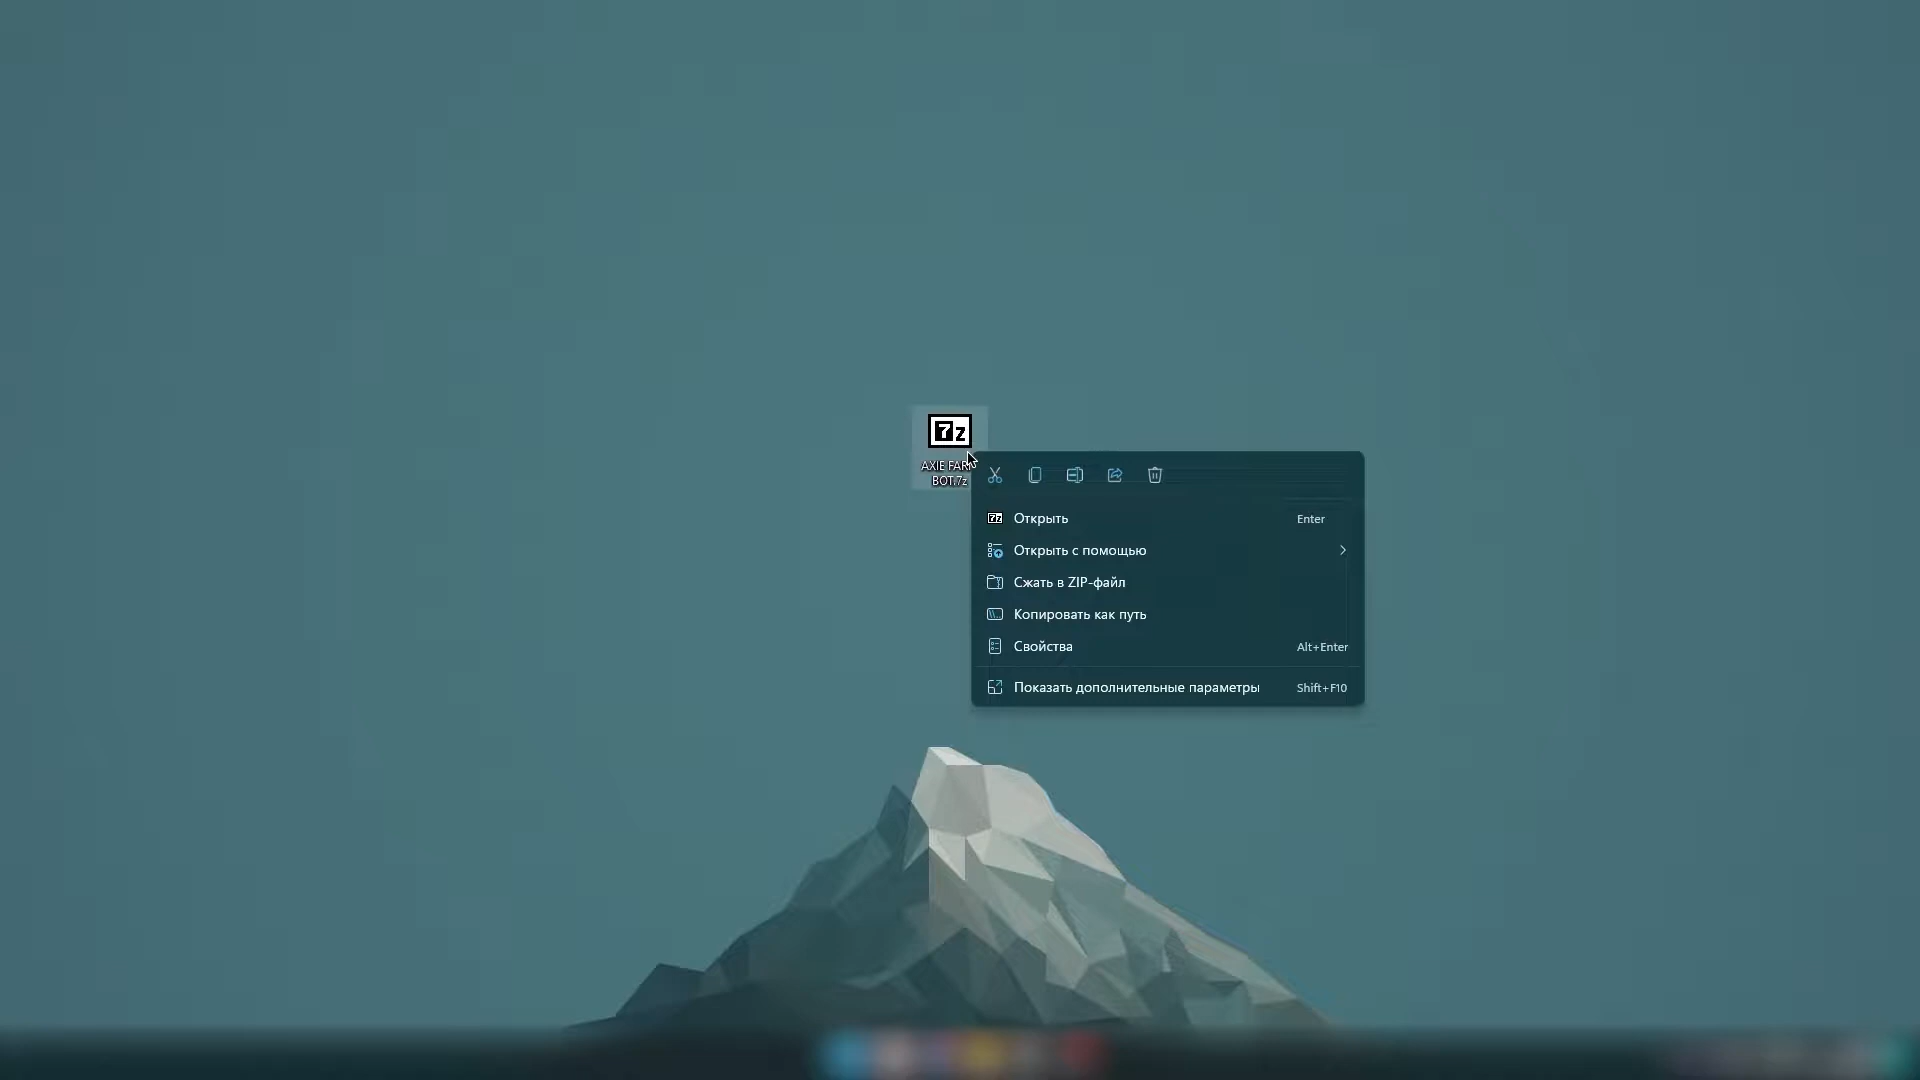 7z
AXIE FARM
BOT.7z
Открыть Enter
Открыть с помощью
Сжать в ZIP-файл
Копировать как путь
Свойства Alt+Enter
Показать дополнительные параметры Shift+F10